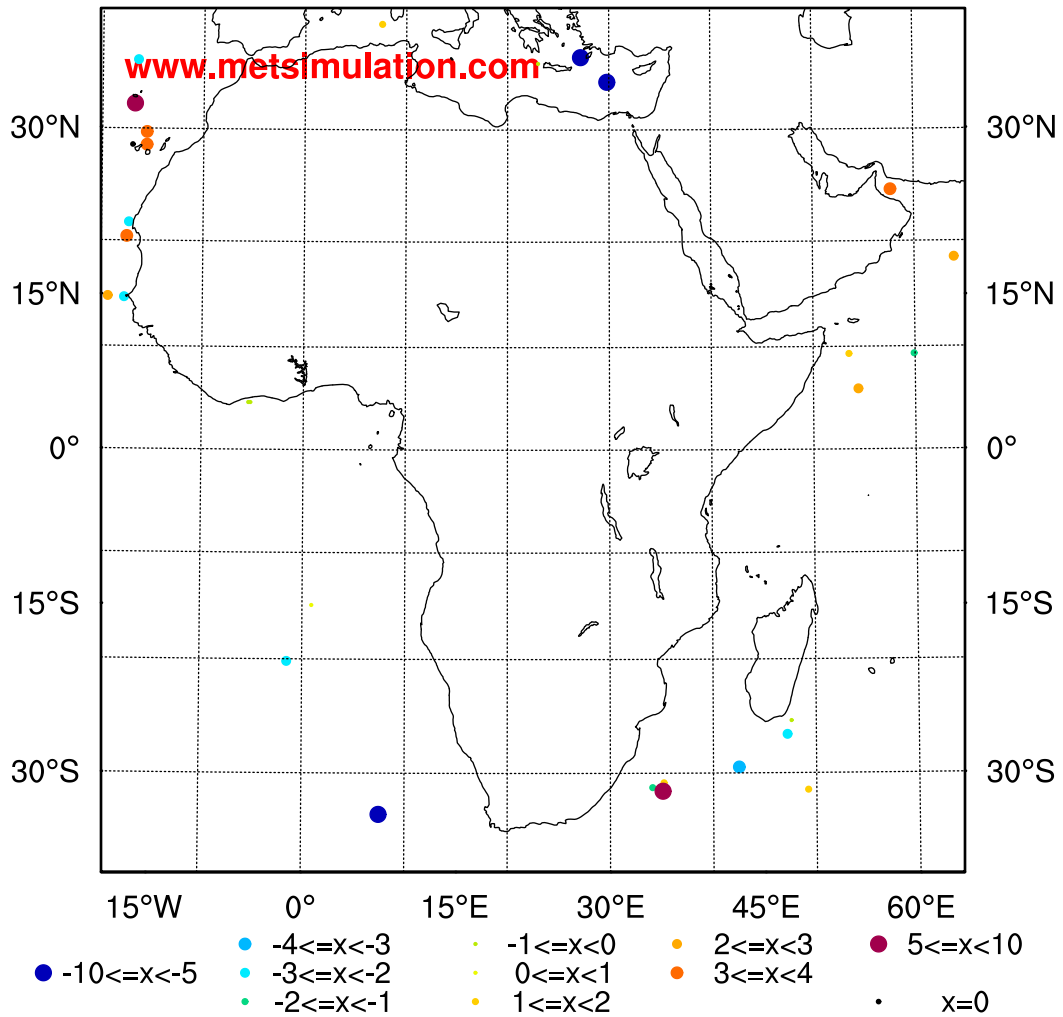 www.metsimulation.com
30°N 30°N
15°N 15°N
0° 0°
15°S 15°S
30°S 30°S
15°W 0° 15°E 30°E 45°E 60°E
-4<=x<-3 -1<=x<0 2<=x<3 5<=x<10
-10<=x<-5 -3<=x<-2 0<=x<1 3<=x<4
-2<=x<-1 1<=x<2 x=0